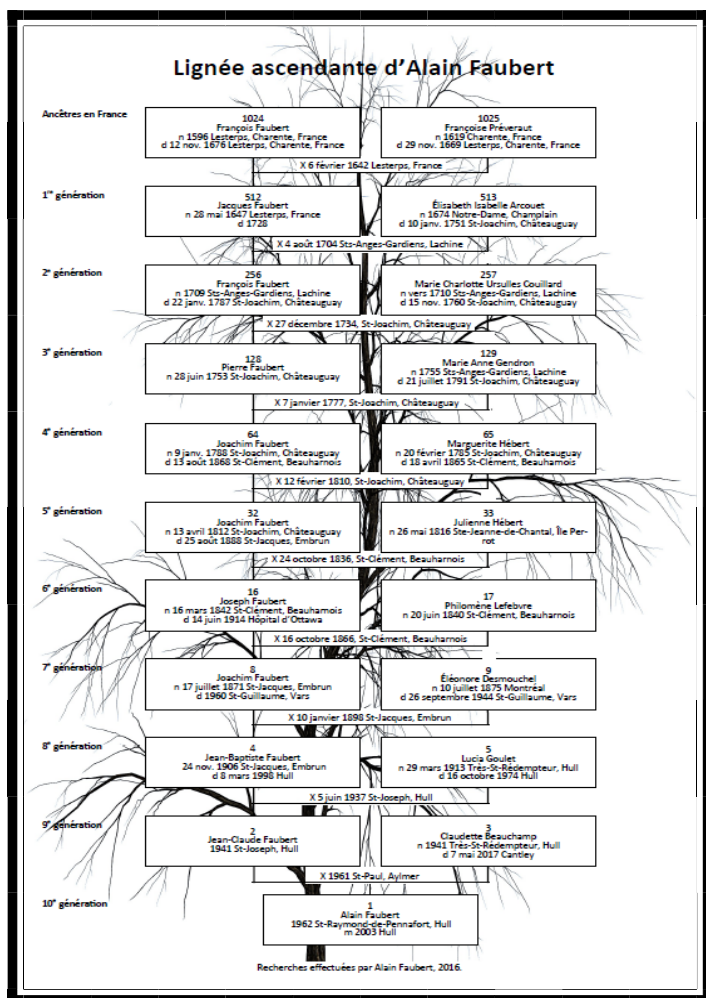 Lignée ascendante d'Alain Faubert
Ancêtres en France
1024
François Faubert
n 1596 Lesterps, Charente, France
d 12 nov. 1676 Lesterps, Charente, France
1025
Françoise Préveraut
n 1619 Charente, France
d 29 nov. 1669 Lesterps, Charente, France
X 6 février 1642 Lesterps, France
1re génération
512
Jacques Faubert
n 28 mai 1647 Lesterps, France
d 1728
513
Élisabeth Isabelle Arcouet
n 1674 Notre-Dame, Champlain
d 10 janv. 1751 St-Joachim, Châteauguay
X 4 août 1704 Sts-Anges-Gardiens, Lachine
2e génération
256
François Faubert
n 1709 Sts-Anges-Gardiens, Lachine
d 22 janv. 1787 St-Joachim, Châteauguay
257
Marie Charlotte Ursulles Couillard
n vers 1710 Sts-Anges-Gardiens, Lachine
d 15 nov. 1760 St-Joachim, Châteauguay
X 27 décembre 1734, St-Joachim, Châteauguay
3e génération
128
Pierre Faubert
n 28 juin 1753 St-Joachim, Châteauguay
129
Marie Anne Gendron
n 1755 Sts-Anges-Gardiens, Lachine
d 21 juillet 1791 St-Joachim, Châteauguay
X 7 janvier 1777, St-Joachim, Châteauguay
4e génération
64
Joachim Faubert
n 9 janv. 1788 St-Joachim, Châteauguay
d 13 août 1868 St-Clément, Beauharnois
65
Marguerite Hébert
n 20 février 1785 St-Joachim, Châteauguay
d 18 avril 1865 St-Clément, Beauharnois
X 12 février 1810, St-Joachim, Châteauguay
5e génération
32
Joachim Faubert
n 13 avril 1812 St-Joachim, Châteauguay
d 25 août 1888 St-Jacques, Embrun
33
Julienne Hébert
n 26 mai 1816 Ste-Jeanne-de-Chantal, Île Per-
rot
X 24 octobre 1836, St-Clément, Beauharnois
6e génération
16
Joseph Faubert
n 16 mars 1842 St-Clément, Beauharnois
d 14 juin 1914 Hôpital d'Ottawa
17
Philomène Lefebvre
n 20 juin 1840 St-Clément, Beauharnois
X 16 octobre 1866, St-Clément, Beauharnois
7e génération
8
Joachim Faubert
n 17 juillet 1871 St-Jacques, Embrun
d 1960 St-Guillaume, Vars
9
Éléonore Desmouchel
n 10 juillet 1875 Montréal
d 26 septembre 1944 St-Guillaume, Vars
X 10 janvier 1898 St-Jacques, Embrun
8e génération
4
Jean-Baptiste Faubert
24 nov. 1906 St-Jacques, Embrun
d 8 mars 1998 Hull
5
Lucia Goulet
n 29 mars 1913 Très-St-Rédempteur, Hull
d 16 octobre 1974 Hull
X 5 juin 1937 St-Joseph, Hull
9e génération
2
Jean-Claude Faubert
1941 St-Joseph, Hull
3
Claudette Beauchamp
n 1941 Très-St-Rédempteur, Hull
d 7 mai 2017 Cantley
X 1961 St-Paul, Aylmer
10e génération
1
Alain Faubert
1962 St-Raymond-de-Pennafort, Hull
m 2003 Hull
Recherches effectuées par Alain Faubert, 2016.